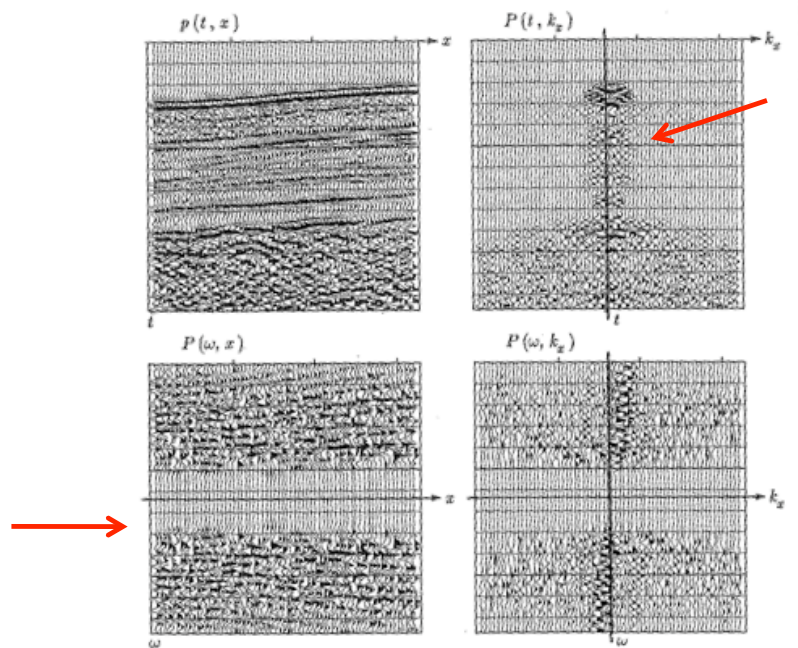 p(t, x)
x
t
P(t, kₓ)
kₓ
t
P(ω, x)
x
ω
P(ω, kₓ)
kₓ
ω